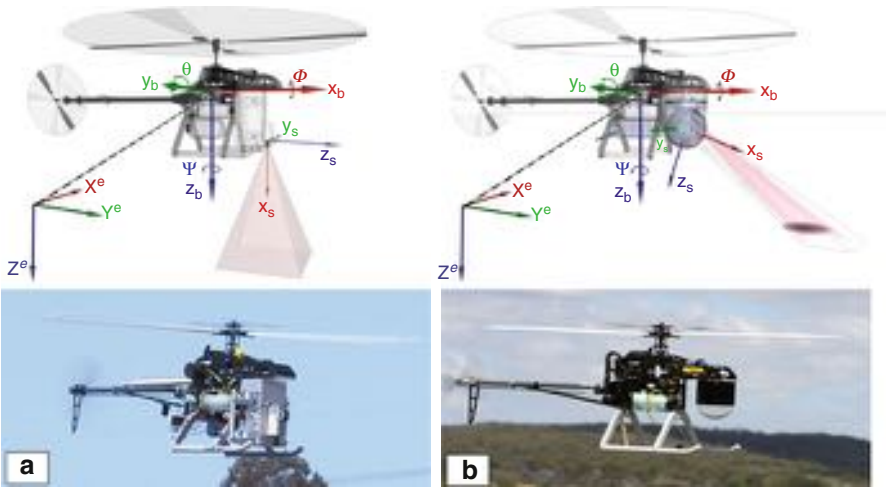 θ
Φ
y_b
x_b
y_s
z_s
Ψ
z_b
X^e
x_s
Y^e
Z^e
θ
Φ
y_b
x_b
y_s
x_s
Ψ
z_s
z_b
X^e
Y^e
Z^e
a
b